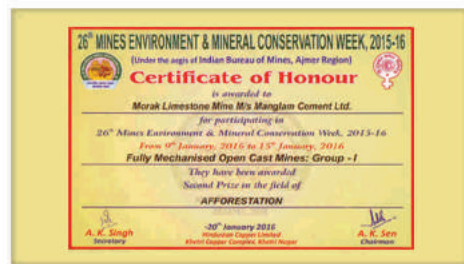 26th MINES ENVIRONMENT & MINERAL CONSERVATION WEEK, 2015-16
(Under the aegis of Indian Bureau of Mines, Ajmer Region)
Certificate of Honour
is awarded to
Morak Limestone Mine M/s Manglam Cement Ltd.
for participating in
26th Mines Environment & Mineral Conservation Week, 2015-16
From 9th January, 2016 to 15th January, 2016
Fully Mechanised Open Cast Mines: Group - I
They have been awarded
Second Prize in the field of
AFFORESTATION
A. K. Singh
Secretary
-20th January 2016
Hindustan Copper Limited
Khetri Copper Complex, Khetri Nagar
A. K. Sen
Chairman